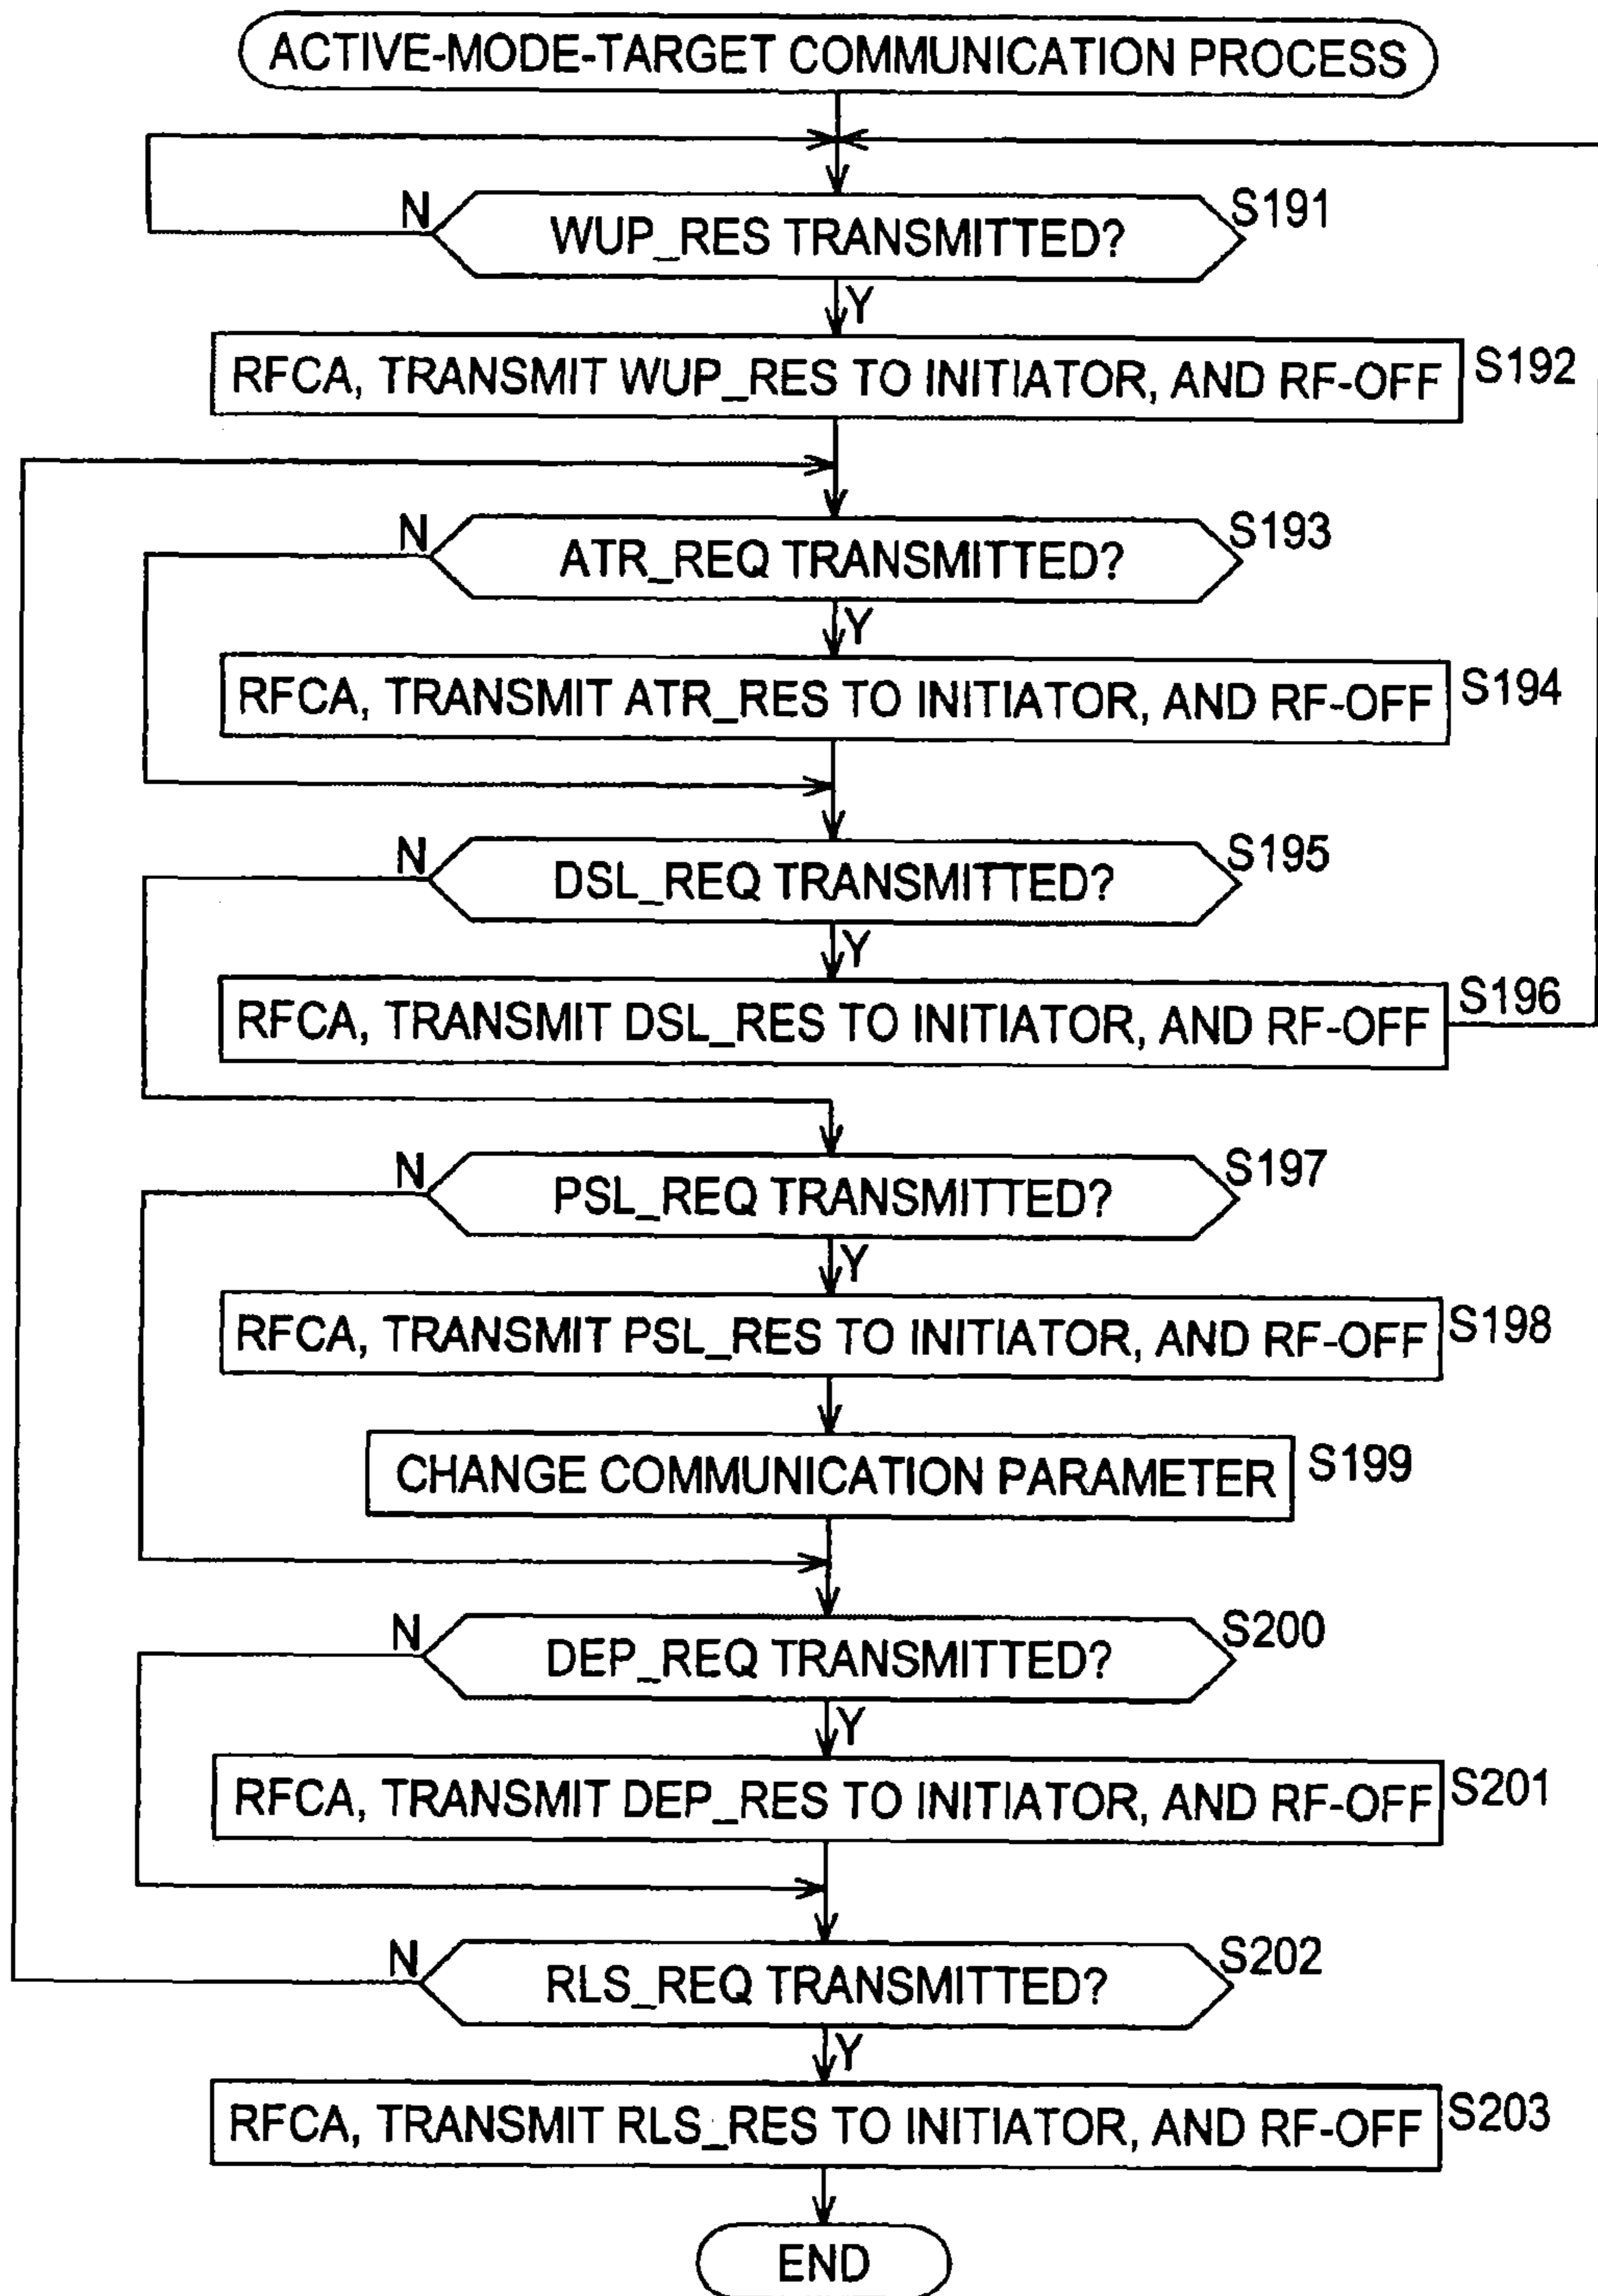 ACTIVE-MODE-TARGET COMMUNICATION PROCESS
N
WUP_RES TRANSMITTED?
S191
Y
RFCA, TRANSMIT WUP_RES TO INITIATOR, AND RF-OFF
S192
N
ATR_REQ TRANSMITTED?
S193
Y
RFCA, TRANSMIT ATR_RES TO INITIATOR, AND RF-OFF
S194
N
DSL_REQ TRANSMITTED?
S195
Y
RFCA, TRANSMIT DSL_RES TO INITIATOR, AND RF-OFF
S196
N
PSL_REQ TRANSMITTED?
S197
Y
RFCA, TRANSMIT PSL_RES TO INITIATOR, AND RF-OFF
S198
CHANGE COMMUNICATION PARAMETER
S199
N
DEP_REQ TRANSMITTED?
S200
Y
RFCA, TRANSMIT DEP_RES TO INITIATOR, AND RF-OFF
S201
N
RLS_REQ TRANSMITTED?
S202
Y
RFCA, TRANSMIT RLS_RES TO INITIATOR, AND RF-OFF
S203
END